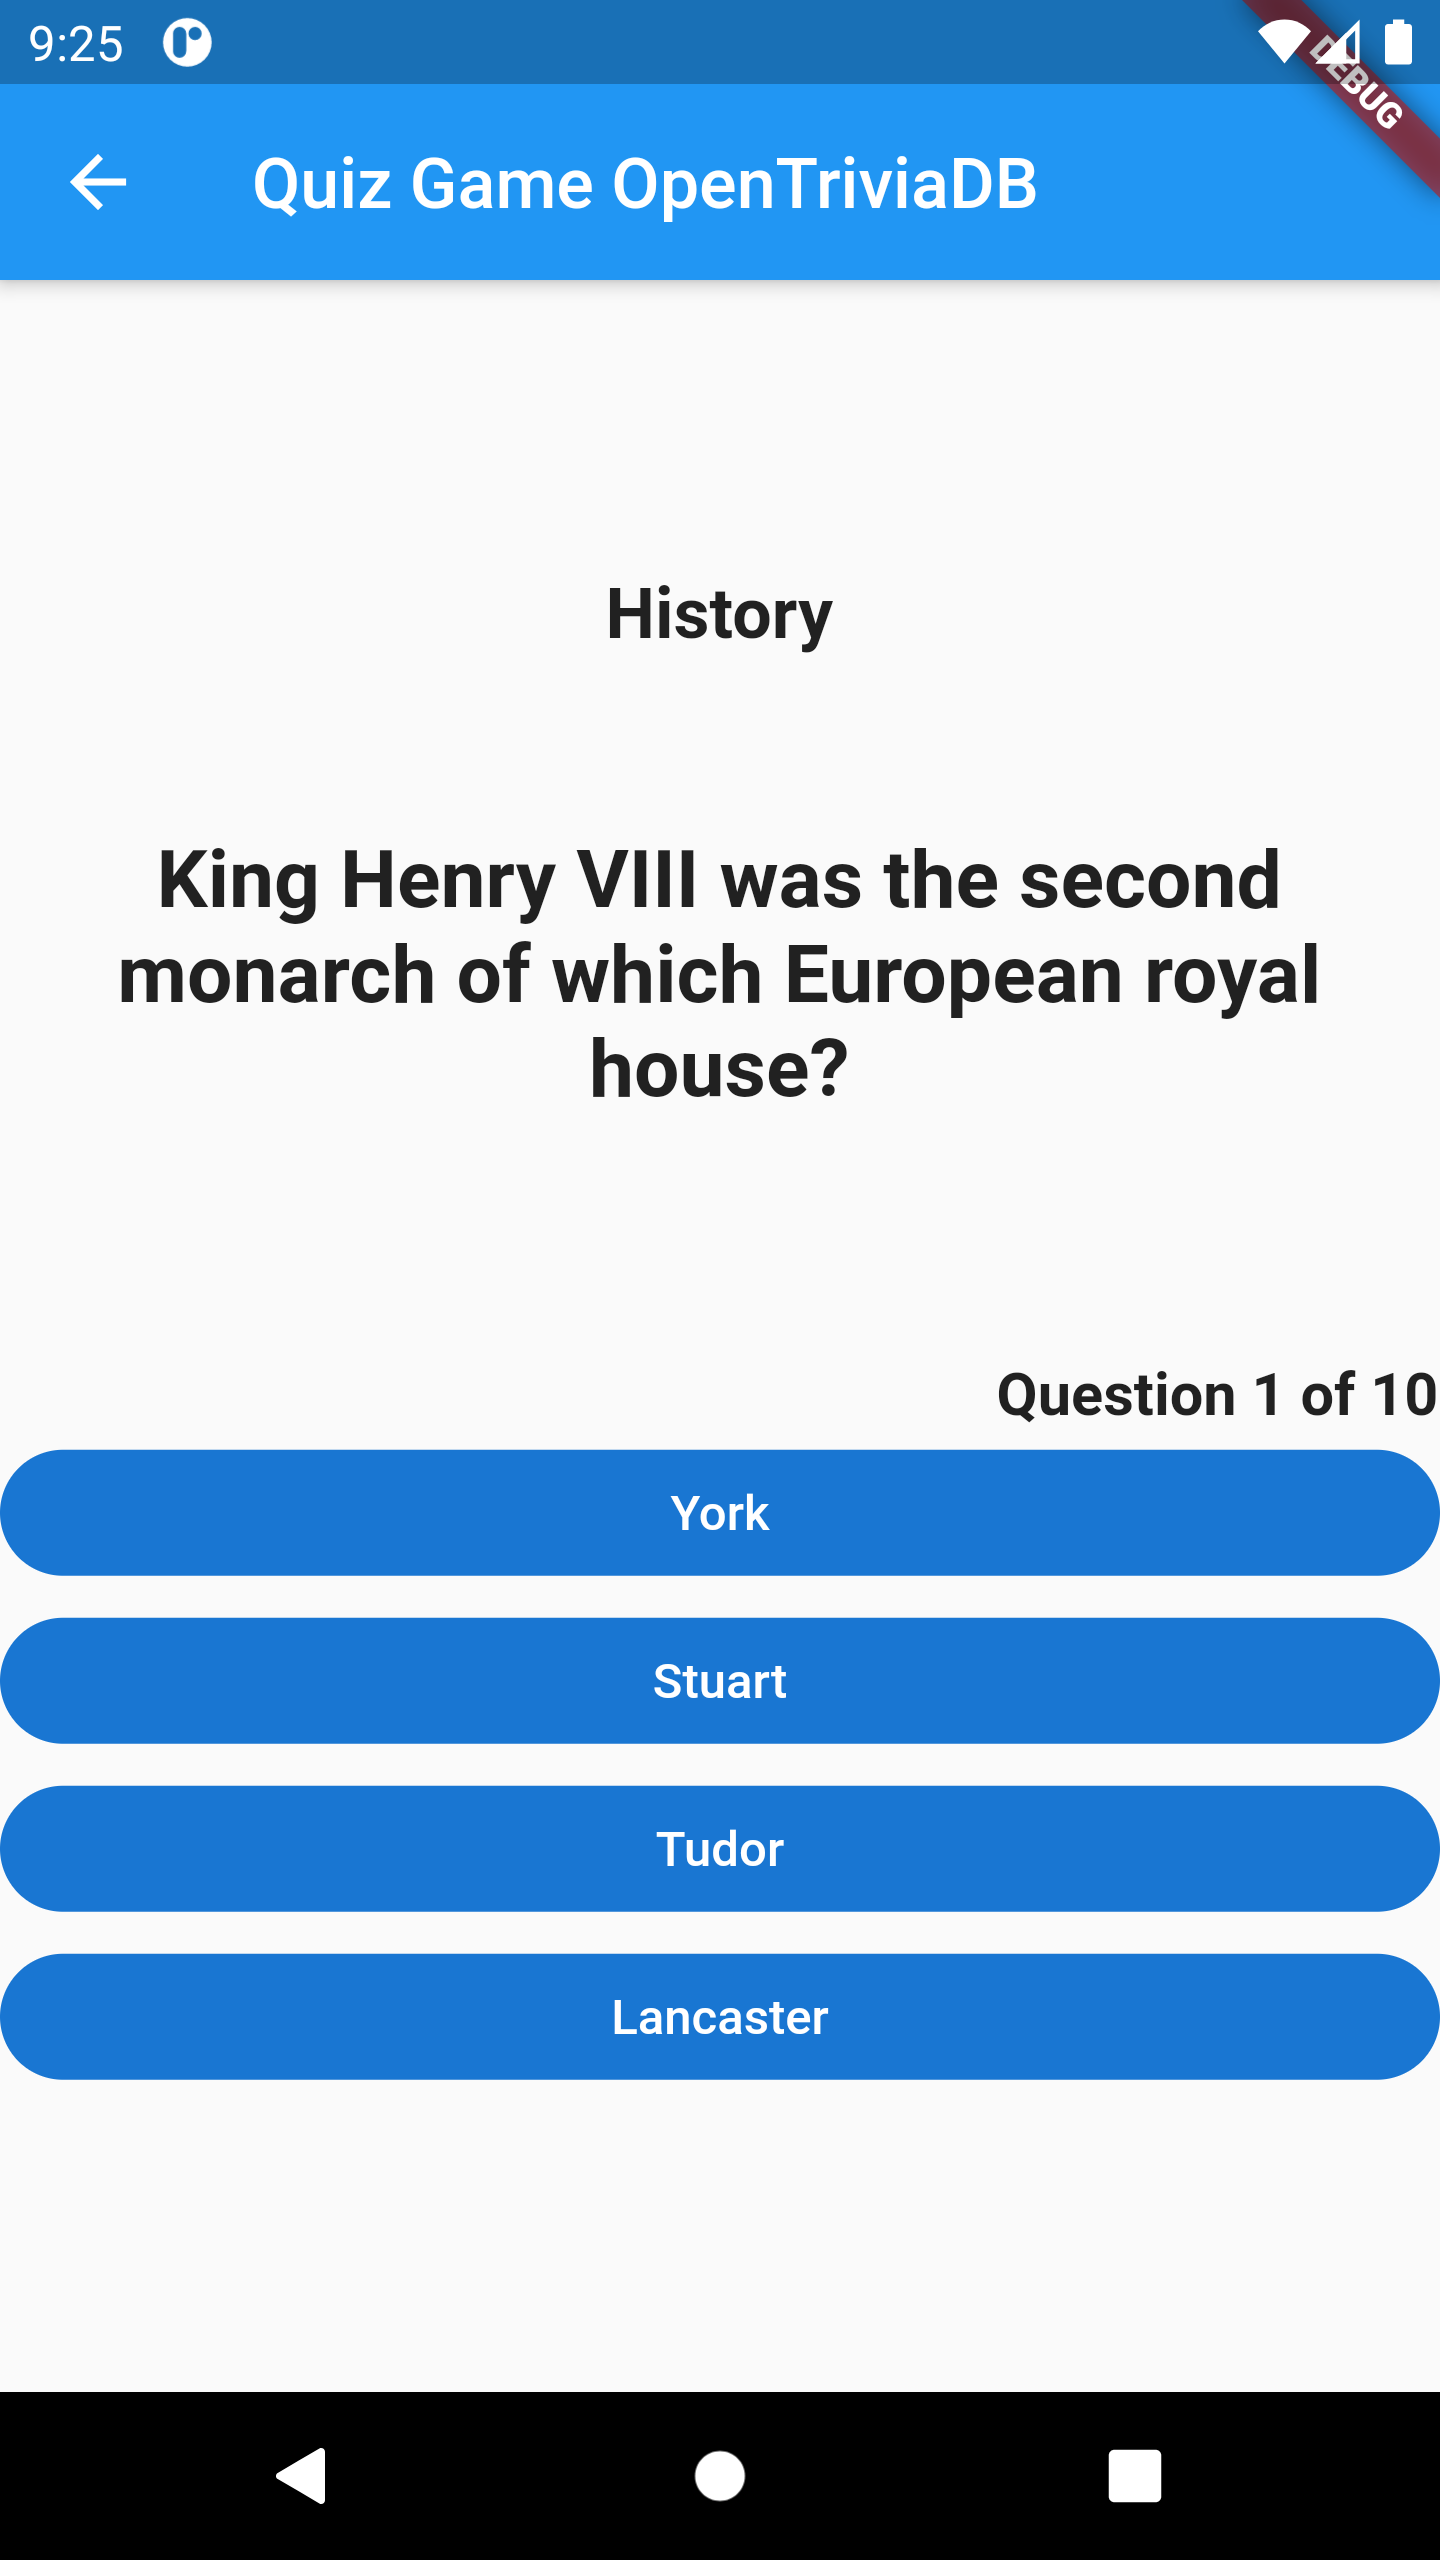 9:25
DEBUG
Quiz Game OpenTriviaDB
History
King Henry VIII was the second
monarch of which European royal
house?
Question 1 of 10
York
Stuart
Tudor
Lancaster